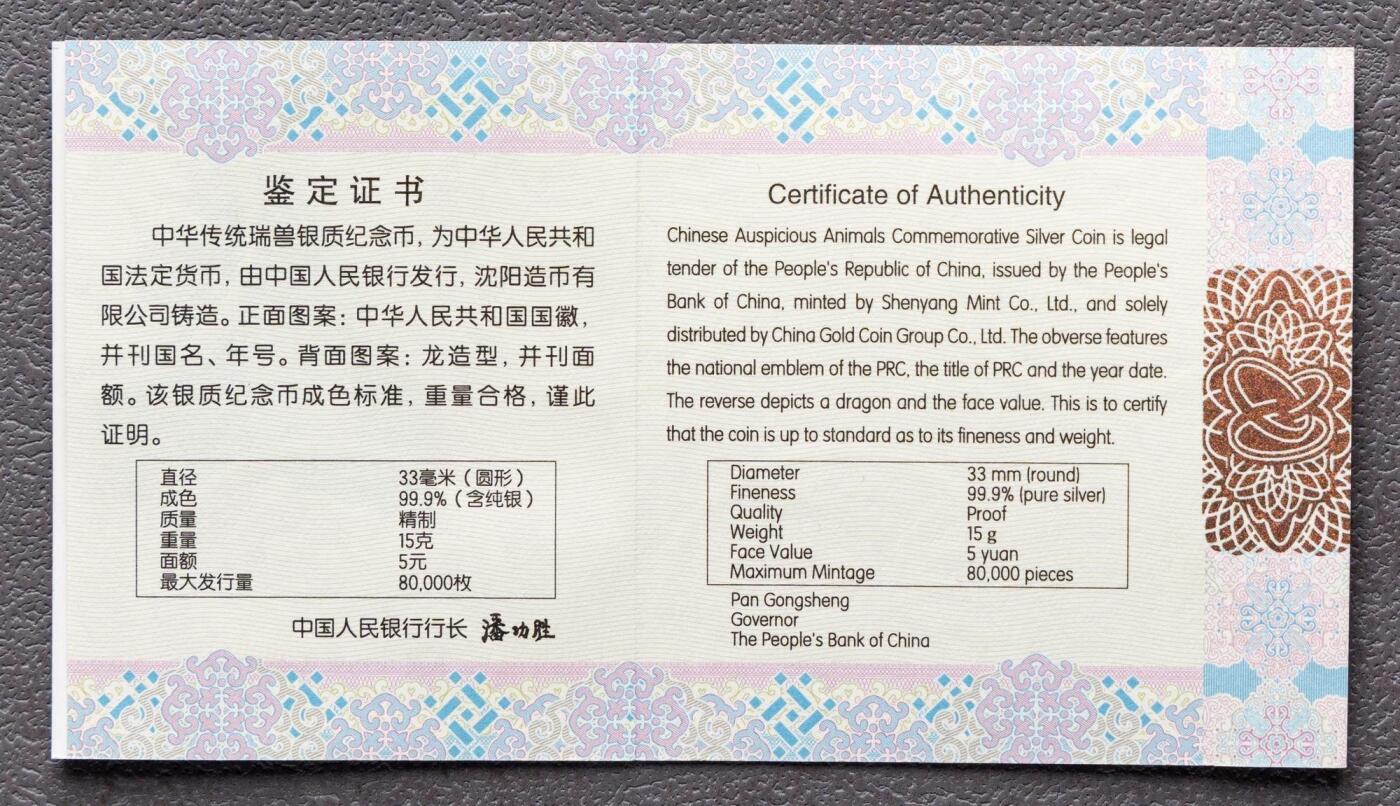 鉴定证书
中华传统瑞兽银质纪念币，为中华人民共和
国法定货币，由中国人民银行发行，沈阳造币有
限公司铸造。正面图案：中华人民共和国国徽，
并刊国名、年号。背面图案：龙造型，并刊面
额。该银质纪念币成色标准，重量合格，谨此
证明。
直径 33毫米（圆形）
成色 99.9%（含纯银）
质量 精制
重量 15克
面额 5元
最大发行量 80,000枚
中国人民银行行长 潘功胜
Certificate of Authenticity
Chinese Auspicious Animals Commemorative Silver Coin is legal
tender of the People's Republic of China, issued by the People's
Bank of China, minted by Shenyang Mint Co., Ltd., and solely
distributed by China Gold Coin Group Co., Ltd. The obverse features
the national emblem of the PRC, the title of PRC and the year date.
The reverse depicts a dragon and the face value. This is to certify
that the coin is up to standard as to its fineness and weight.
Diameter 33 mm (round)
Fineness 99.9% (pure silver)
Quality Proof
Weight 15 g
Face Value 5 yuan
Maximum Mintage 80,000 pieces
Pan Gongsheng
Governor
The People's Bank of China